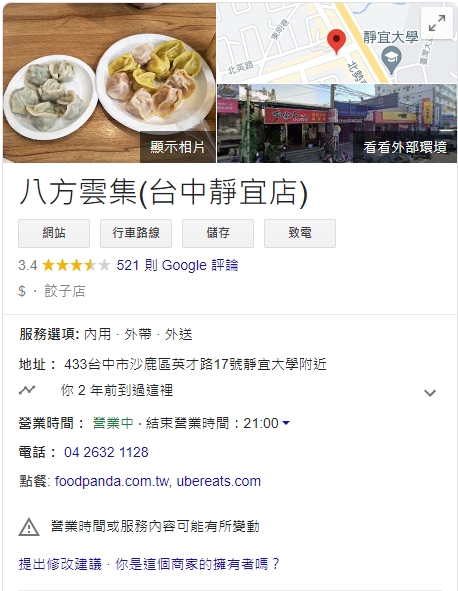 東明巷
靜宜大學
北英路
北勢
臺灣大
顯示相片
看看外部環境
八方雲集(台中靜宜店)
網站
行車路線
儲存
致電
3.4 521 則 Google 評論
$ · 餃子店
服務選項: 內用 · 外帶 · 外送
地址： 433台中市沙鹿區英才路17號靜宜大學附近
你 2 年前到過這裡
營業時間： 營業中 · 結束營業時間：21:00
電話： 04 2632 1128
點餐: foodpanda.com.tw, ubereats.com
營業時間或服務內容可能有所變動
提出修改建議 · 你是這個商家的擁有者嗎？